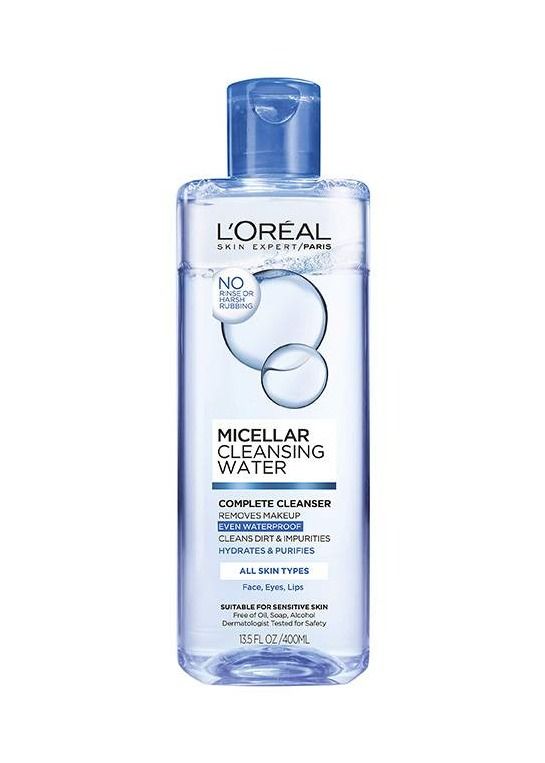 L'ORÉAL
SKIN EXPERT/PARIS
NO
RINSE OR
HARSH
RUBBING
MICELLAR
CLEANSING
WATER
COMPLETE CLEANSER
REMOVES MAKEUP
EVEN WATERPROOF
CLEANS DIRT & IMPURITIES
HYDRATES & PURIFIES
ALL SKIN TYPES
Face, Eyes, Lips
SUITABLE FOR SENSITIVE SKIN
Free of Oil, Soap, Alcohol
Dermatologist Tested for Safety
13.5 FL OZ/400ML